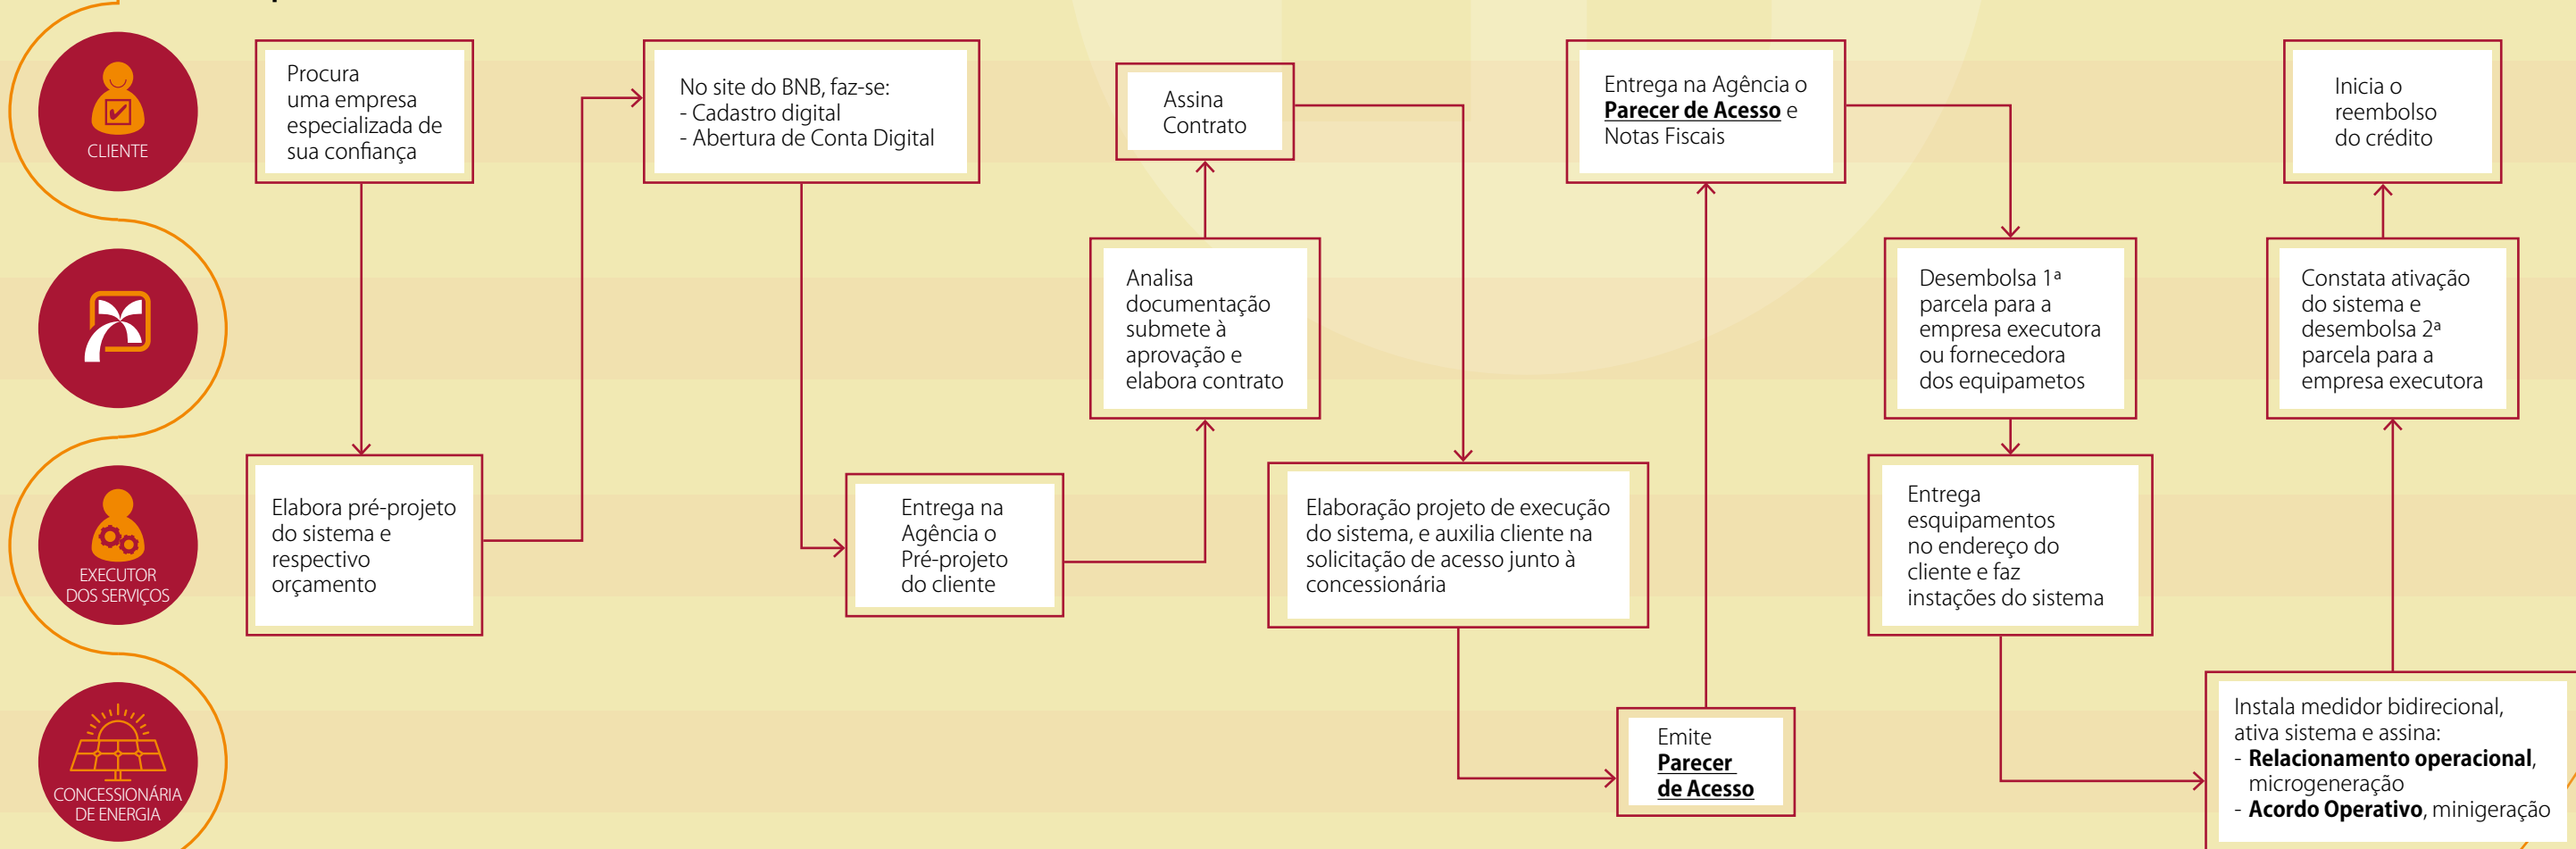 CLIENTE
Procura
uma empresa
especializada de
sua confiança
No site do BNB, faz-se:
- Cadastro digital
- Abertura de Conta Digital
Assina
Contrato
Entrega na Agência o
Parecer de Acesso e
Notas Fiscais
Inicia o
reembolso
do crédito
Analisa
documentação
submete à
aprovação e
elabora contrato
Desembolsa 1ª
parcela para a
empresa executora
ou fornecedora
dos equipametos
Constata ativação
do sistema e
desembolsa 2ª
parcela para a
empresa executora
EXECUTOR
DOS SERVIÇOS
Elabora pré-projeto
do sistema e
respectivo
orçamento
Entrega na
Agência o
Pré-projeto
do cliente
Elaboração projeto de execução
do sistema, e auxilia cliente na
solicitação de acesso junto à
concessionária
Entrega
esquipamentos
no endereço do
cliente e faz
instações do sistema
CONCESSIONÁRIA
DE ENERGIA
Emite
Parecer
de Acesso
Instala medidor bidirecional,
ativa sistema e assina:
- Relacionamento operacional,
microgeneração
- Acordo Operativo, minigeração